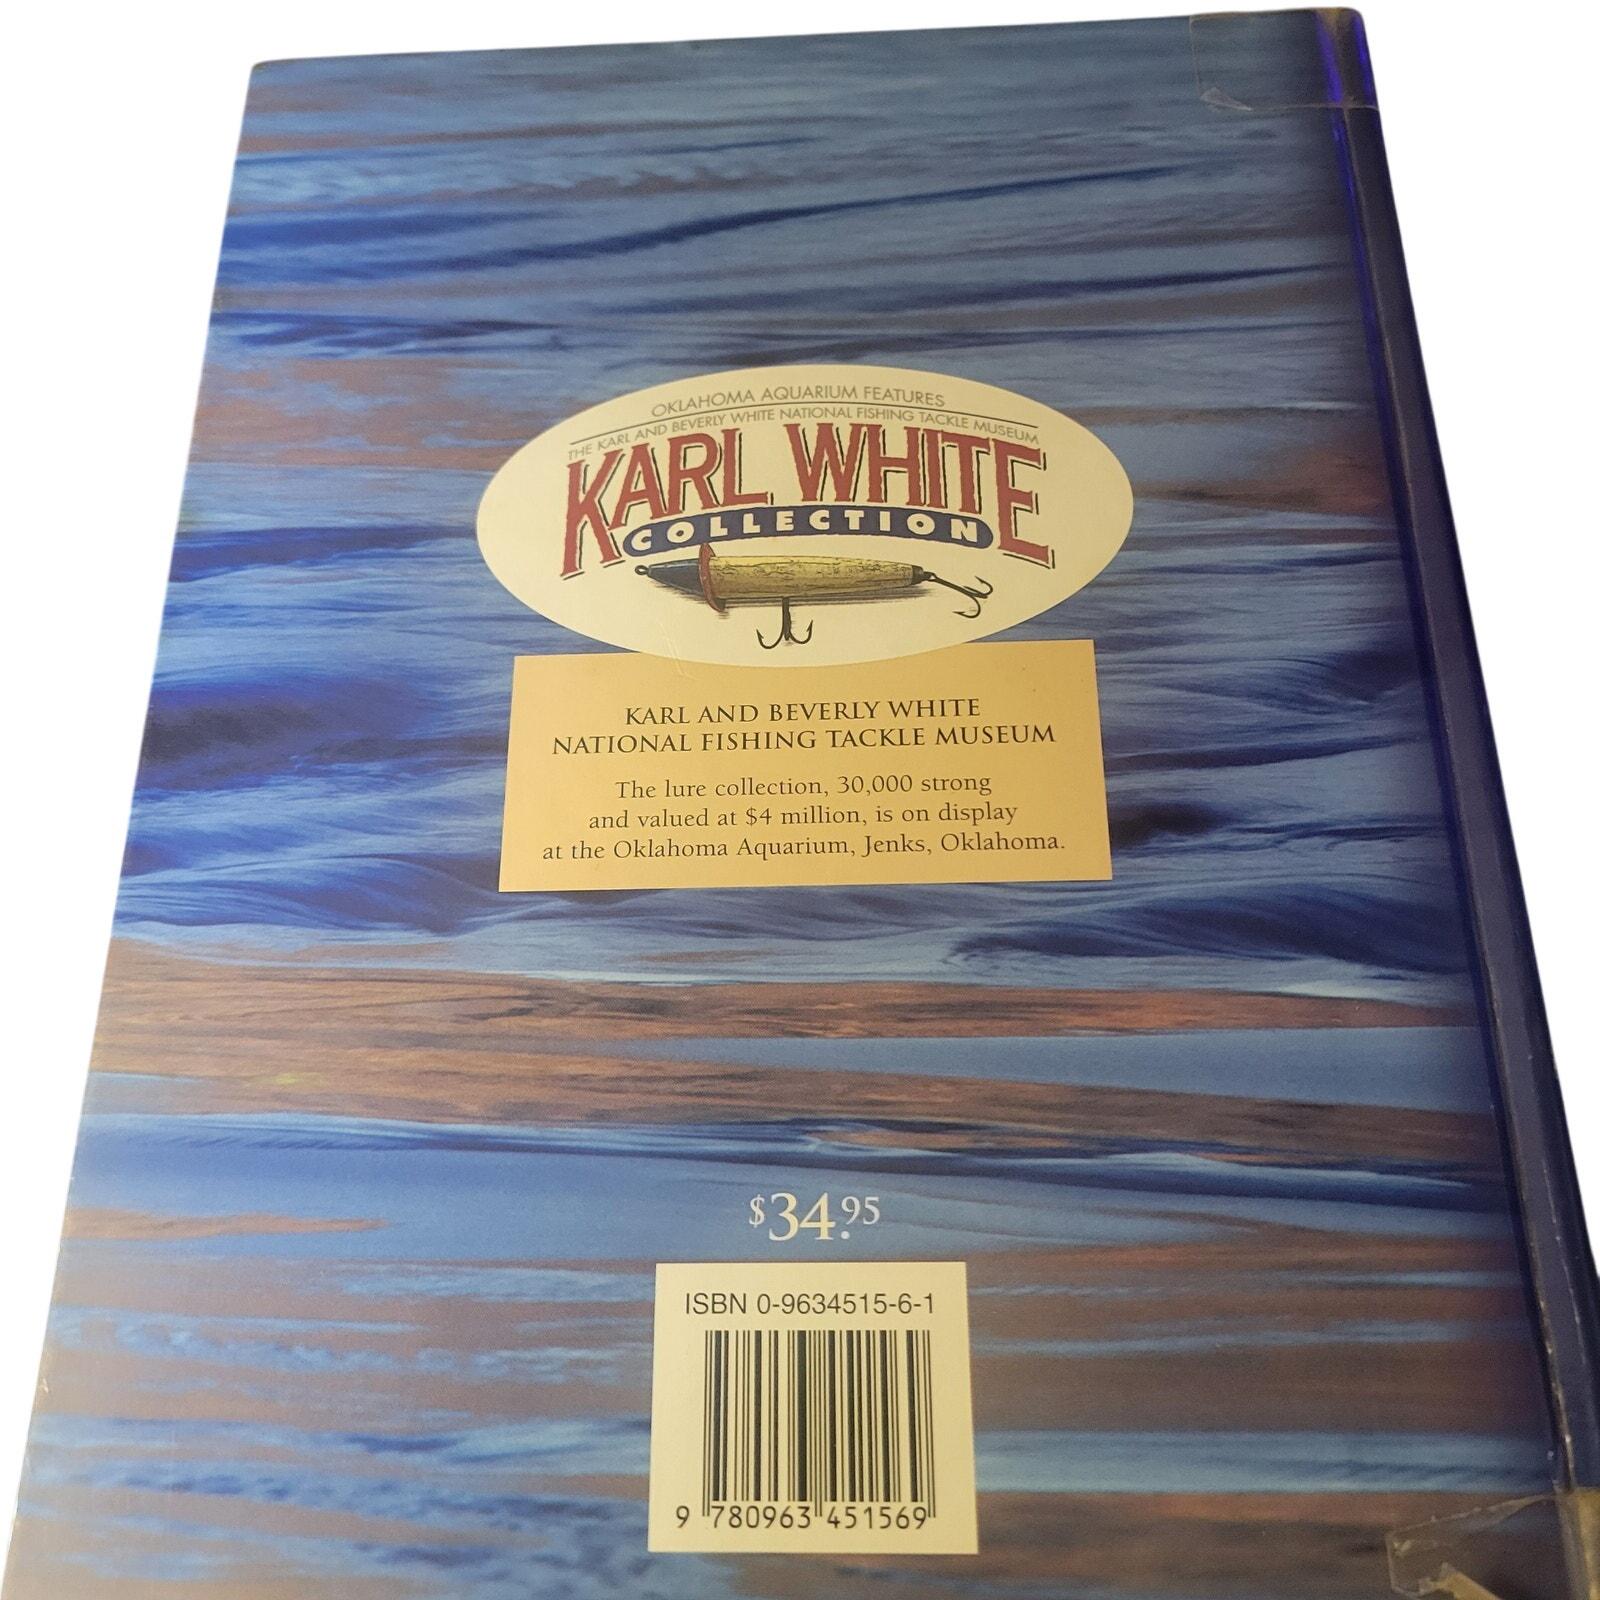 OKLAHOMA AQUARIUM FEATURES
THE KARL AND BEVERLY WHITE NATIONAL FISHING TACKLE MUSEUM
KARL WHITE
COLLECTION
KARL AND BEVERLY WHITE
NATIONAL FISHING TACKLE MUSEUM
The lure collection, 30,000 strong
and valued at $4 million, is on display
at the Oklahoma Aquarium, Jenks, Oklahoma.
$34.95
ISBN 0-9634515-6-1
9 780963 451569